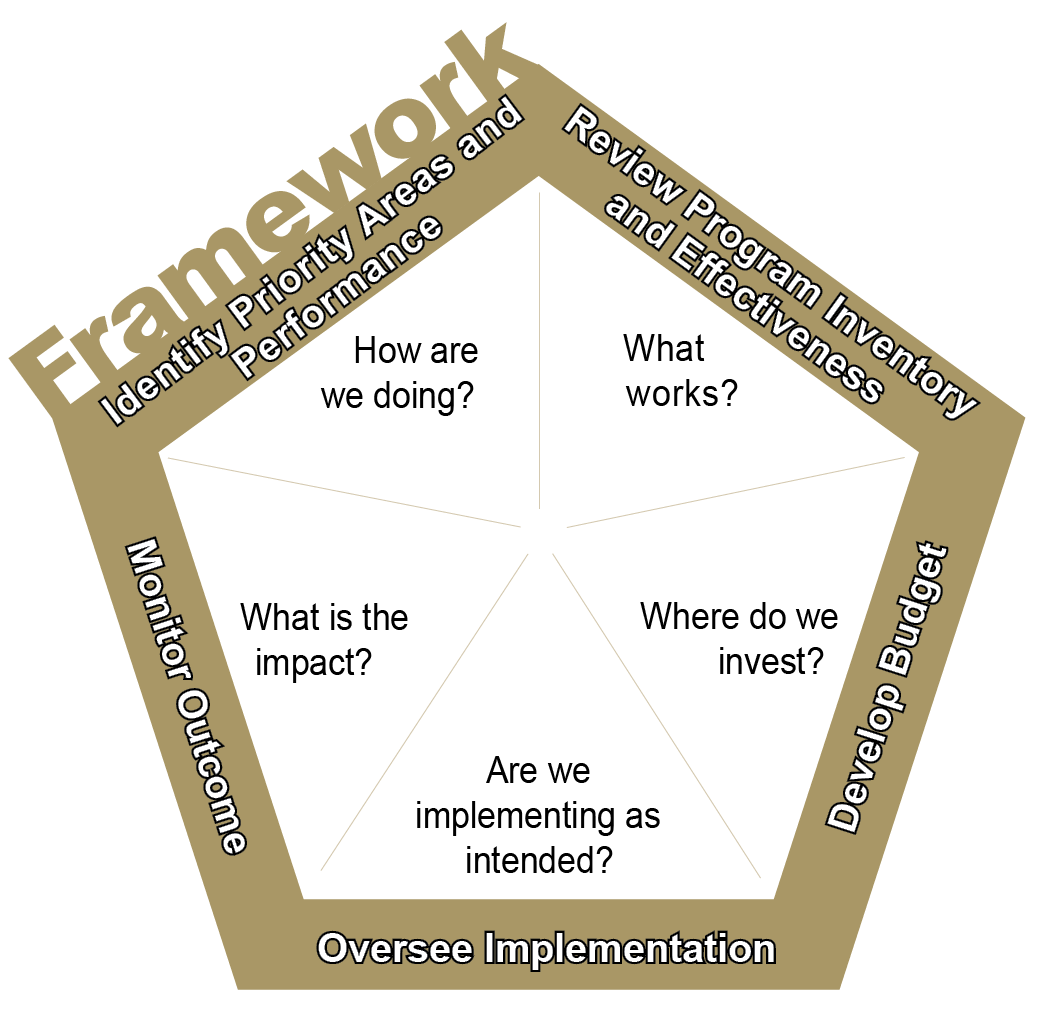 Framework
Identify Priority Areas and
Performance
Review Program Inventory
and Effectiveness
How are
we doing?
What
works?
Monitor Outcome
What is the
impact?
Where do we
invest?
Develop Budget
Are we
implementing as
intended?
Oversee Implementation